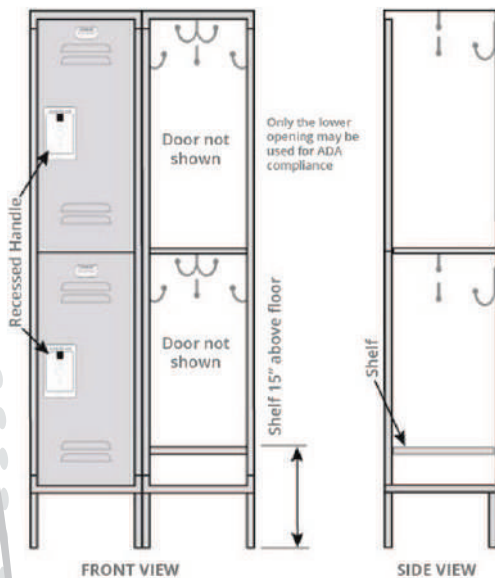 Only the lower
opening may be
used for ADA
compliance
Door not
shown
Recessed Handle
Shelf 15" above floor
Door not
shown
Shelf
FRONT VIEW
SIDE VIEW